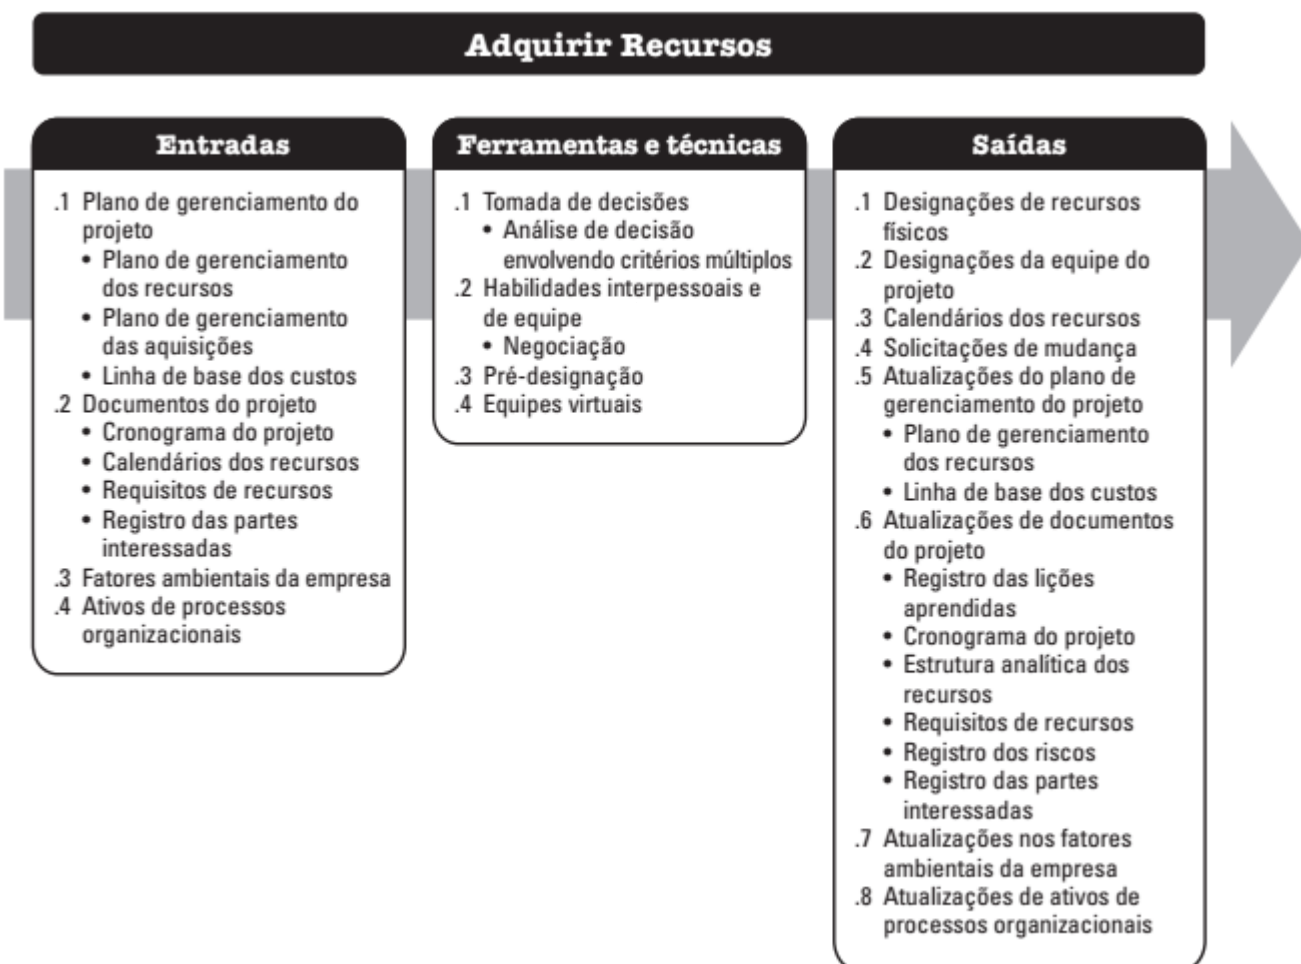 Adquirir Recursos
Entradas
.1 Plano de gerenciamento do
projeto
• Plano de gerenciamento
dos recursos
• Plano de gerenciamento
das aquisições
• Linha de base dos custos
.2 Documentos do projeto
• Cronograma do projeto
• Calendários dos recursos
• Requisitos de recursos
• Registro das partes
interessadas
.3 Fatores ambientais da empresa
.4 Ativos de processos
organizacionais
Ferramentas e técnicas
.1 Tomada de decisões
• Análise de decisão
envolvendo critérios múltiplos
.2 Habilidades interpessoais e
de equipe
• Negociação
.3 Pré-designação
.4 Equipes virtuais
Saídas
.1 Designações de recursos
físicos
.2 Designações da equipe do
projeto
.3 Calendários dos recursos
.4 Solicitações de mudança
.5 Atualizações do plano de
gerenciamento do projeto
• Plano de gerenciamento
dos recursos
• Linha de base dos custos
.6 Atualizações de documentos
do projeto
• Registro das lições
aprendidas
• Cronograma do projeto
• Estrutura analítica dos
recursos
• Requisitos de recursos
• Registro dos riscos
• Registro das partes
interessadas
.7 Atualizações nos fatores
ambientais da empresa
.8 Atualizações de ativos de
processos organizacionais